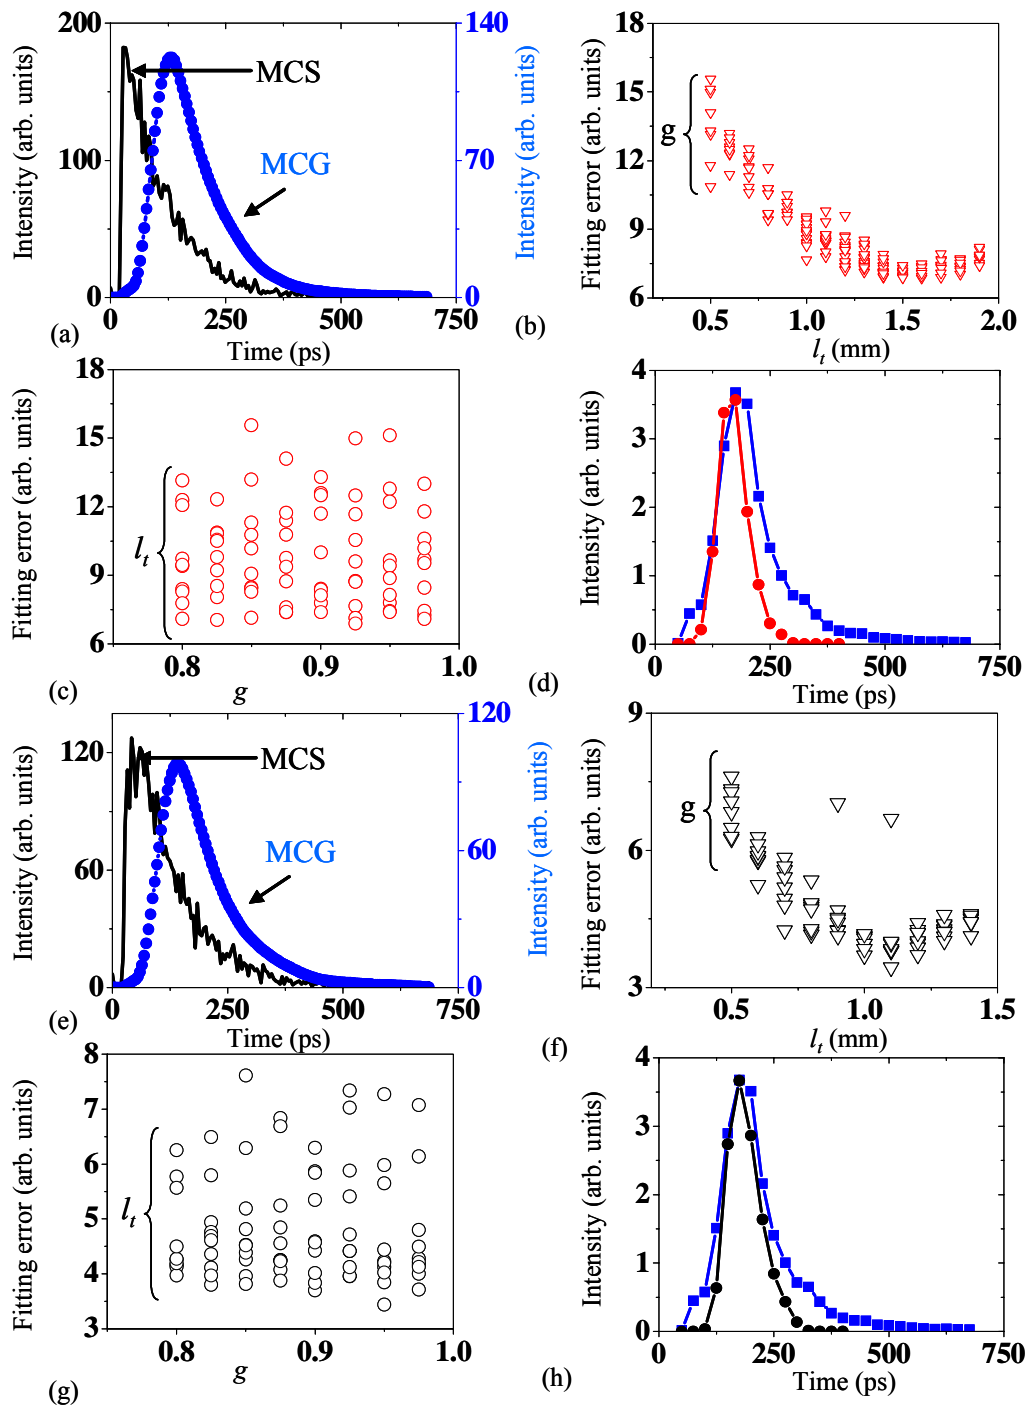 200
100
0
Intensity (arb. units)
MCS
MCG
140
70
0
Intensity (arb. units)
0 250 500 750
Time (ps)
(a)
18
15
12
9
6
Fitting error (arb. units)
g
0.5 1.0 1.5 2.0
lt (mm)
(b)
18
15
12
9
6
Fitting error (arb. units)
lt
0.8 0.9 1.0
g
(c)
4
3
2
1
0
Intensity (arb. units)
0 250 500 750
Time (ps)
(d)
120
60
0
Intensity (arb. units)
MCS
MCG
120
60
0
Intensity (arb. units)
0 250 500 750
Time (ps)
(e)
9
6
3
Fitting error (arb. units)
g
0.5 1.0 1.5
lt (mm)
(f)
8
7
6
5
4
3
Fitting error (arb. units)
lt
0.8 0.9 1.0
g
(g)
4
3
2
1
0
Intensity (arb. units)
0 250 500 750
Time (ps)
(h)